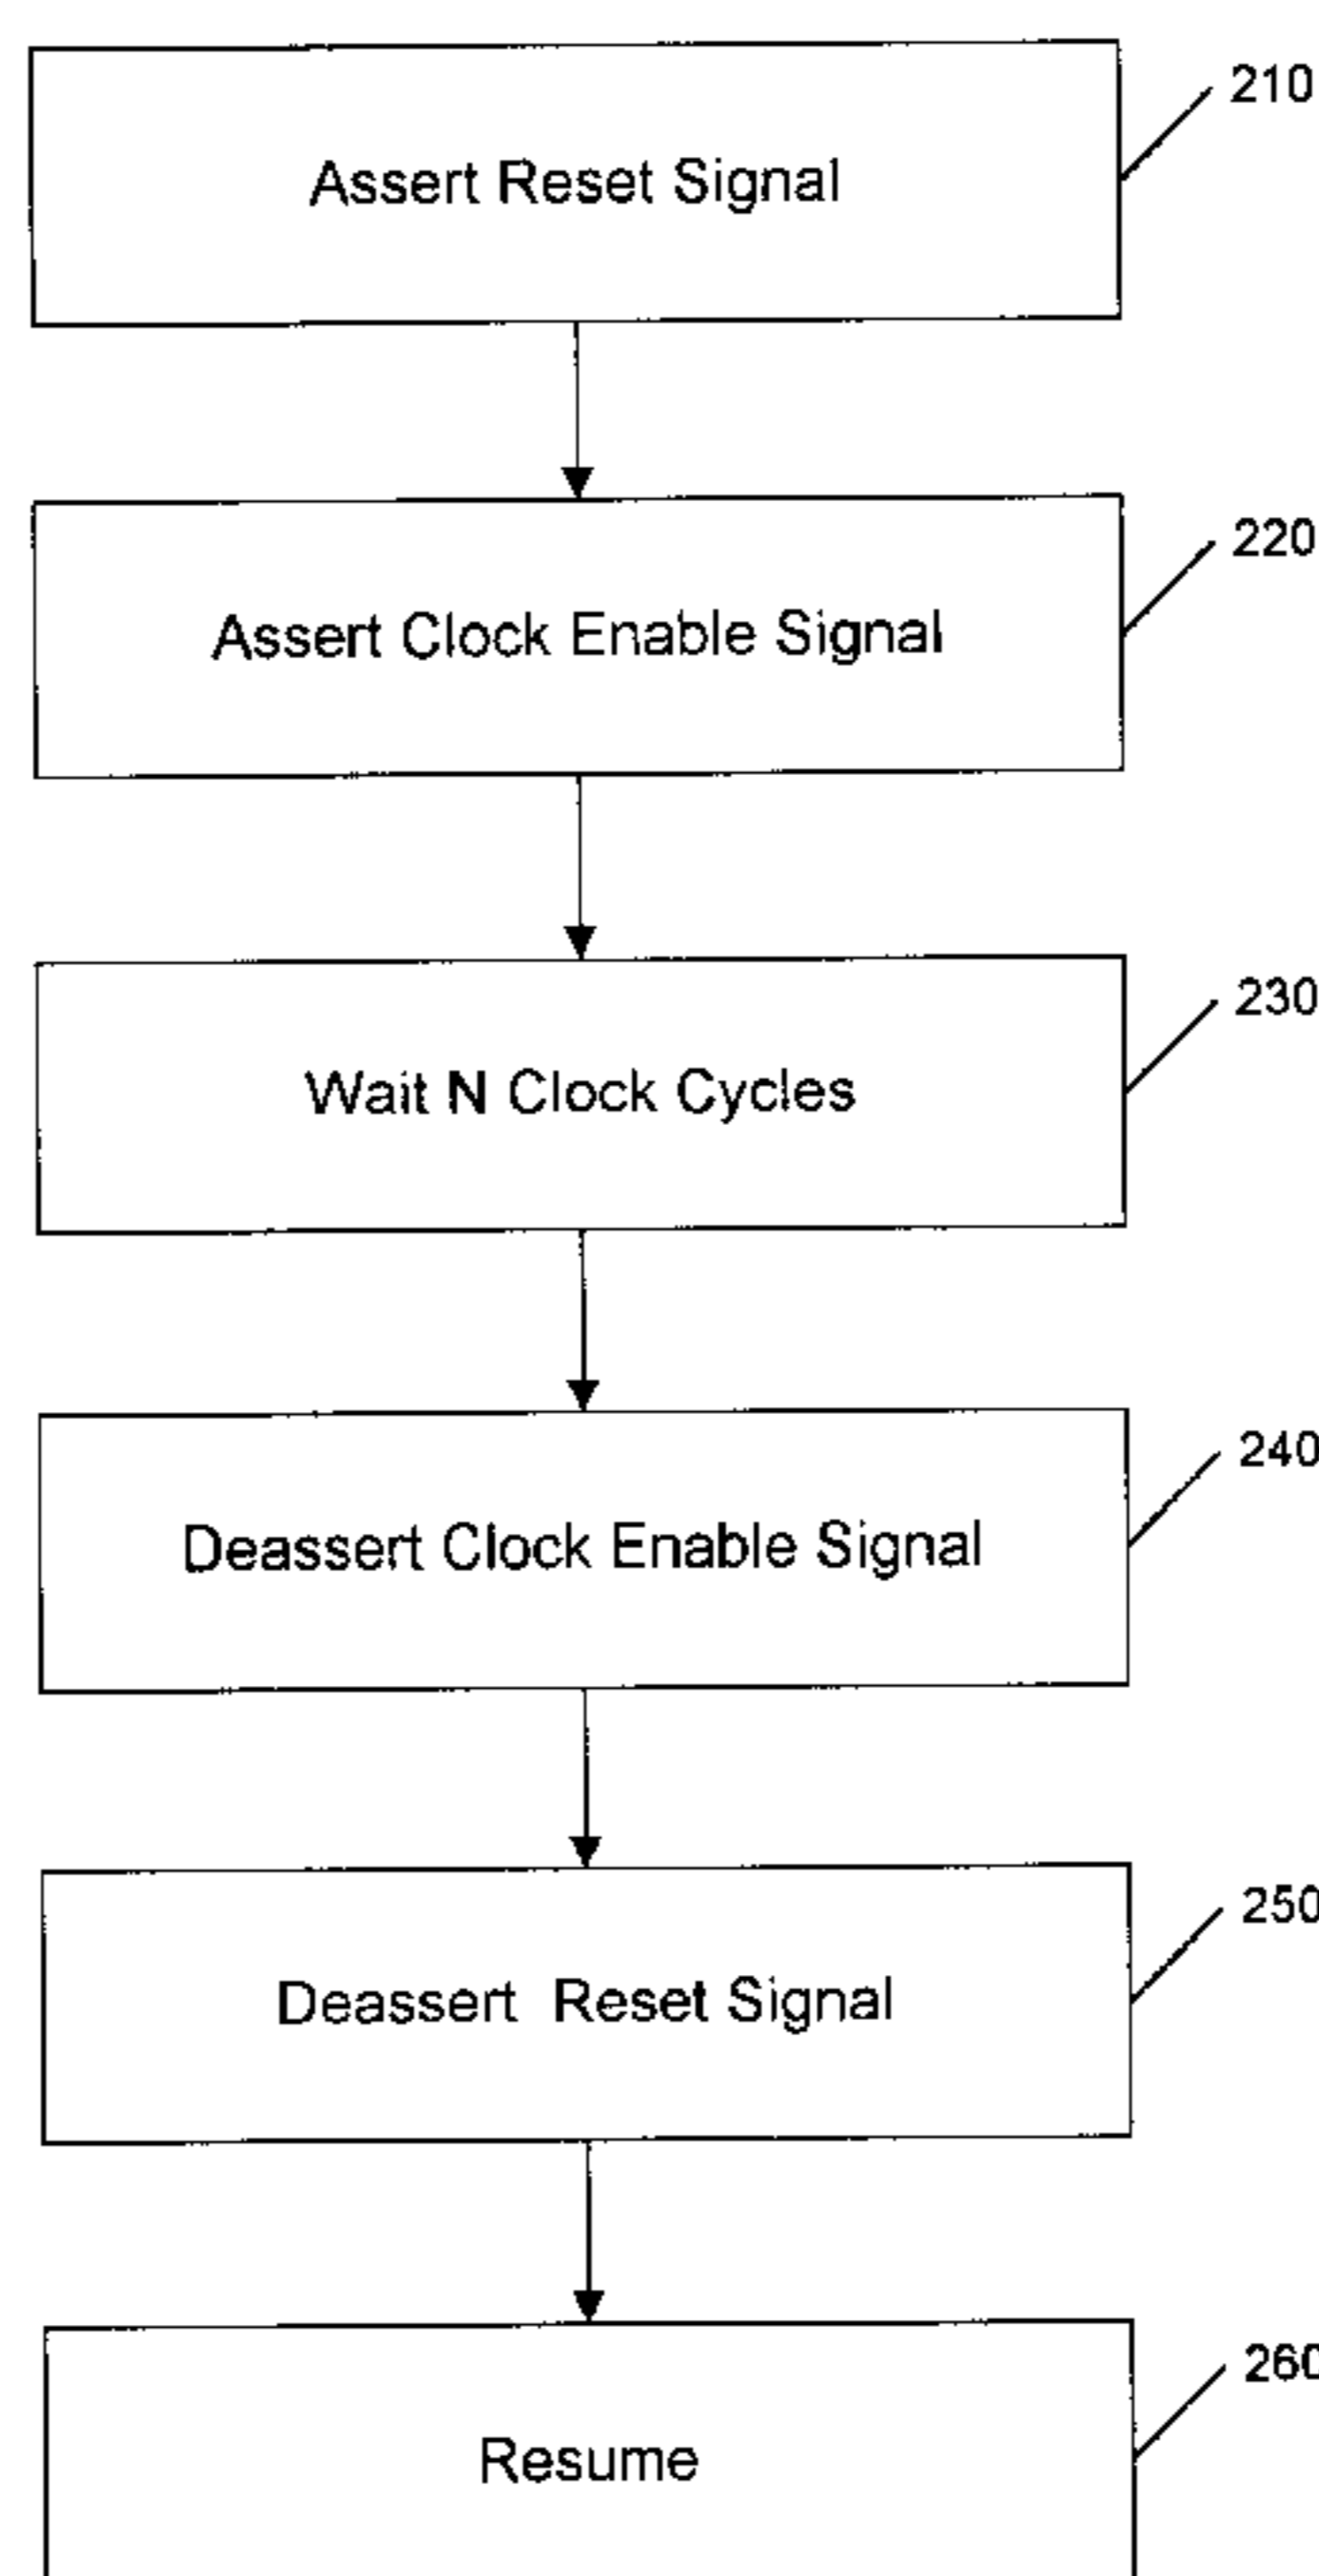 210
Assert Reset Signal
220
Assert Clock Enable Signal
230
Wait N Clock Cycles
240
Deassert Clock Enable Signal
250
Deassert Reset Signal
260
Resume